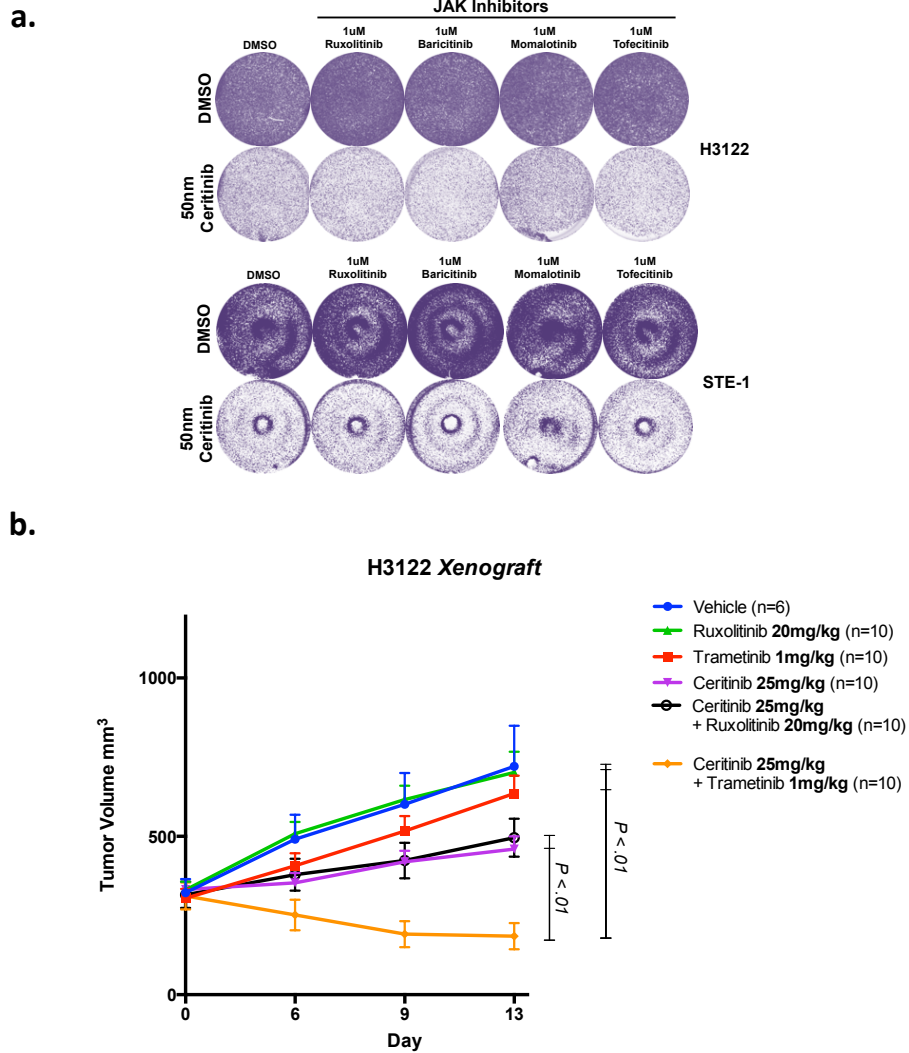 a.
JAK Inhibitors
DMSO
1uM
Ruxolitinib
1uM
Baricitinib
1uM
Momalotinib
1uM
Tofecitinib
DMSO
50nm
Ceritinib
H3122
DMSO
1uM
Ruxolitinib
1uM
Baricitinib
1uM
Momalotinib
1uM
Tofecitinib
DMSO
50nm
Ceritinib
STE-1
b.
H3122 Xenograft
Tumor Volume mm³
1000
500
0
0 6 9 13
Day
P < .01
P < .01
Vehicle (n=6)
Ruxolitinib 20mg/kg (n=10)
Trametinib 1mg/kg (n=10)
Ceritinib 25mg/kg (n=10)
Ceritinib 25mg/kg
+ Ruxolitinib 20mg/kg (n=10)
Ceritinib 25mg/kg
+ Trametinib 1mg/kg (n=10)